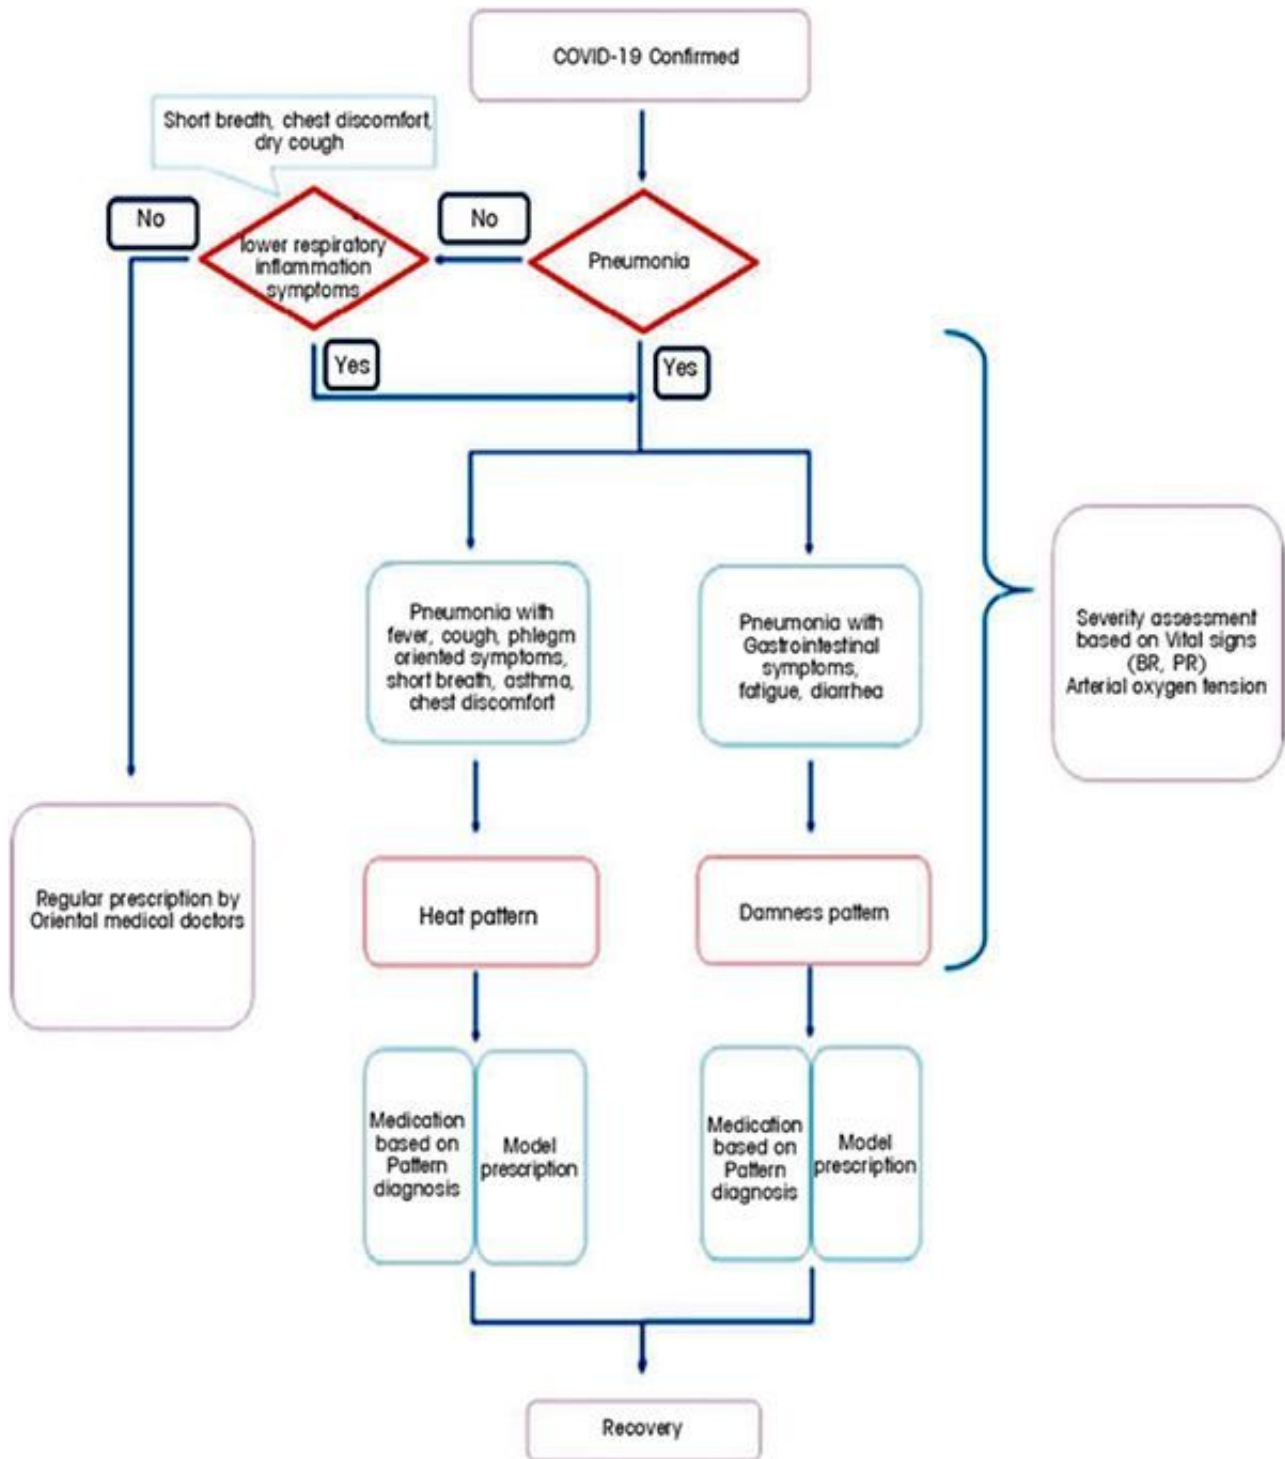 COVID-19 Confirmed
Short breath, chest discomfort,
dry cough
No
lower respiratory
inflammation
symptoms
No
Pneumonia
Yes
Yes
Pneumonia with
fever, cough, phlegm
oriented symptoms,
short breath, asthma,
chest discomfort
Pneumonia with
Gastrointestinal
symptoms,
fatigue, diarrhea
Severity assessment
based on Vital signs
(BR, PR)
Arterial oxygen tension
Regular prescription by
Oriental medical doctors
Heat pattern
Damness pattern
Medication
based on
Pattern
diagnosis
Model
prescription
Medication
based on
Pattern
diagnosis
Model
prescription
Recovery